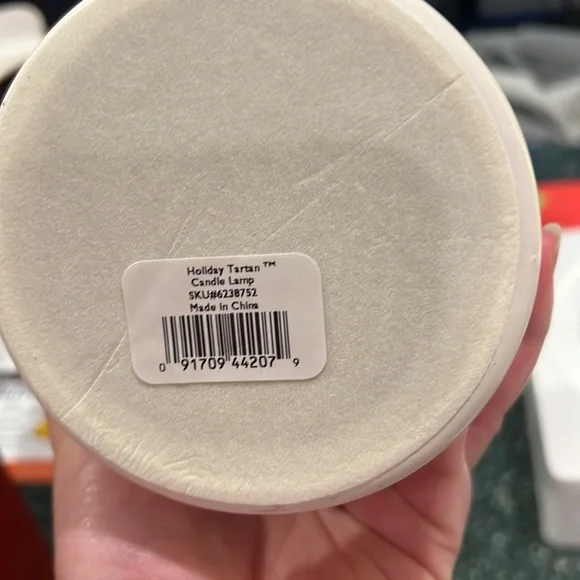 Holiday Tartan ™
Candle Lamp
SKU#6238752
Made in China
0 91709 44207 9